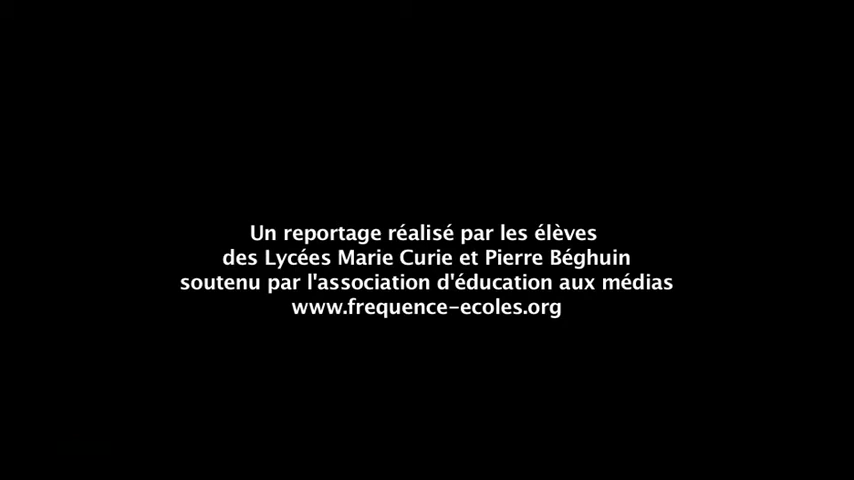 Un reportage réalisé par les élèves
des Lycées Marie Curie et Pierre Béghuin
soutenu par l'association d'éducation aux médias
www.frequence-ecoles.org